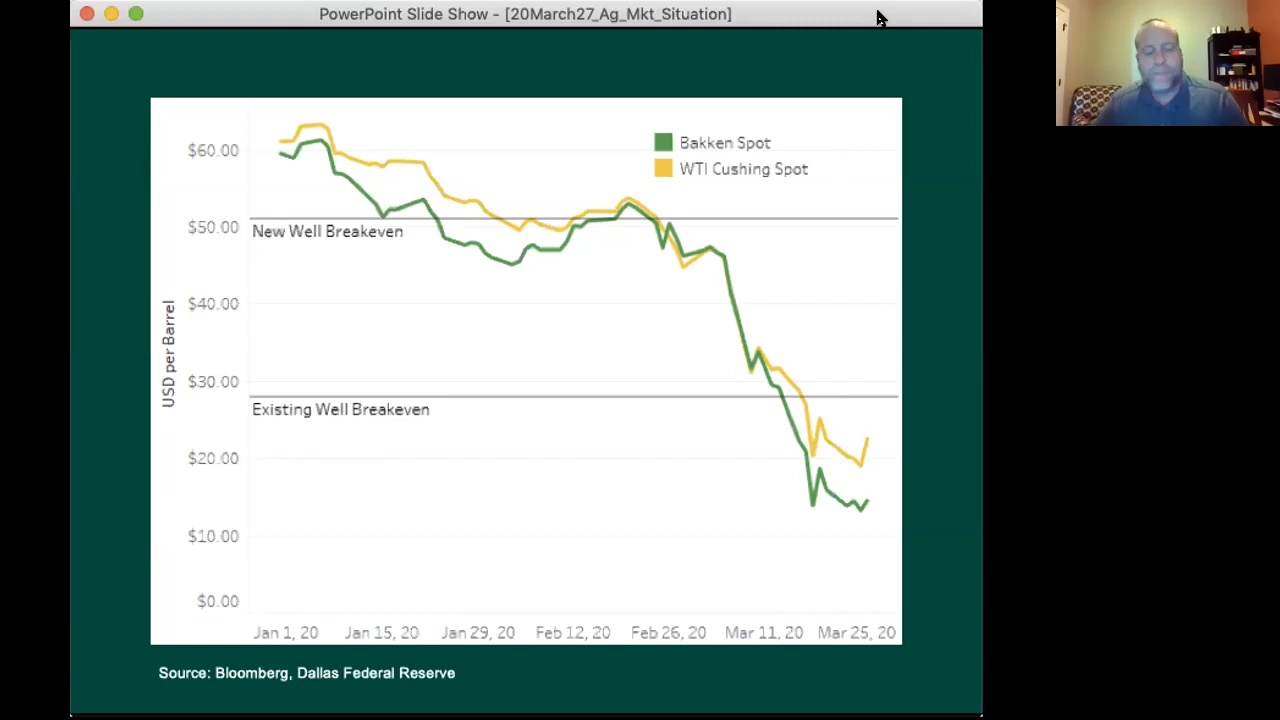 PowerPoint Slide Show - [20March27_Ag_Mkt_Situation]
Bakken Spot
WTI Cushing Spot
$60.00
$50.00
$40.00
$30.00
$20.00
$10.00
$0.00
USD per Barrel
New Well Breakeven
Existing Well Breakeven
Jan 1, 20 Jan 15, 20 Jan 29, 20 Feb 12, 20 Feb 26, 20 Mar 11, 20 Mar 25, 20
Source: Bloomberg, Dallas Federal Reserve